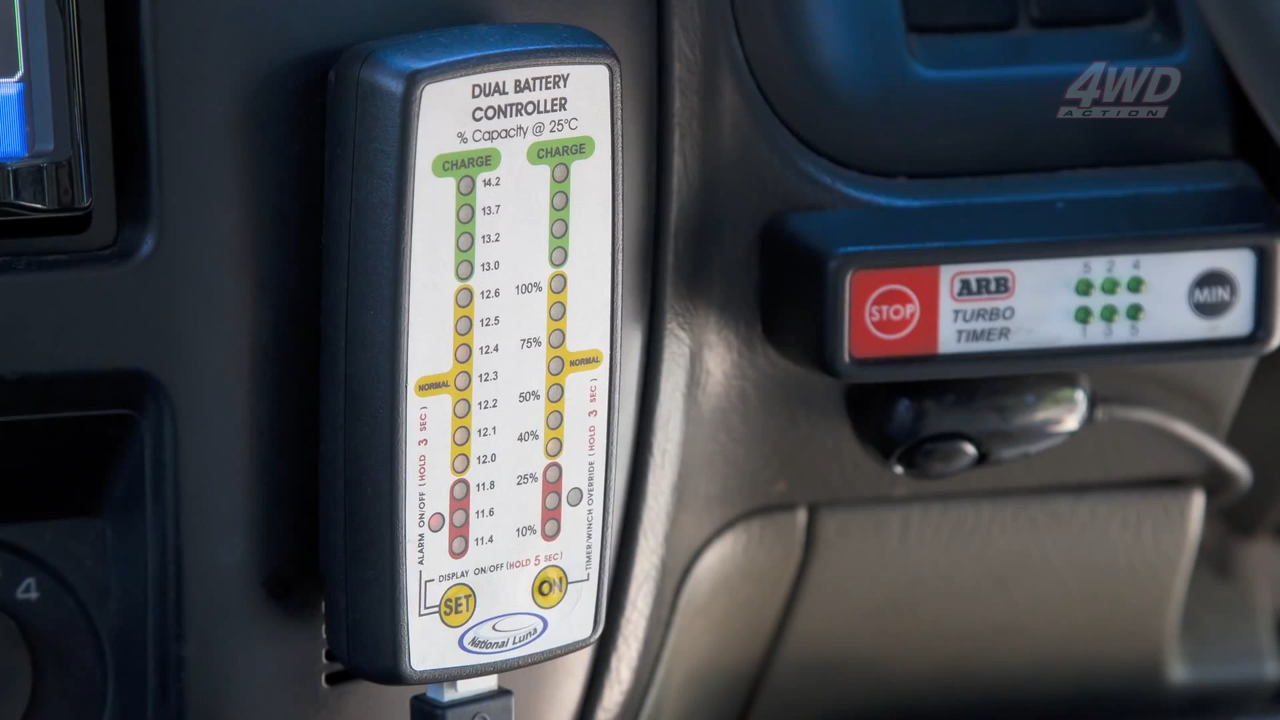 DUAL BATTERY
CONTROLLER
% Capacity @ 25°C
CHARGE CHARGE
14.2
13.7
13.2
13.0
12.6
100%
12.5
12.4
75%
12.3
NORMAL
NORMAL
12.2
50%
12.1
40%
12.0
25%
11.8
11.6
10%
11.4
ALARM ON/OFF (HOLD 3 SEC)
TIMER/WINCH OVERRIDE (HOLD 3 SEC)
DISPLAY ON/OFF (HOLD 5 SEC)
SET ON
National Luna
4WD
ACTION
STOP
ARB
TURBO
TIMER
5 2 4
1 3 5
MIN
4